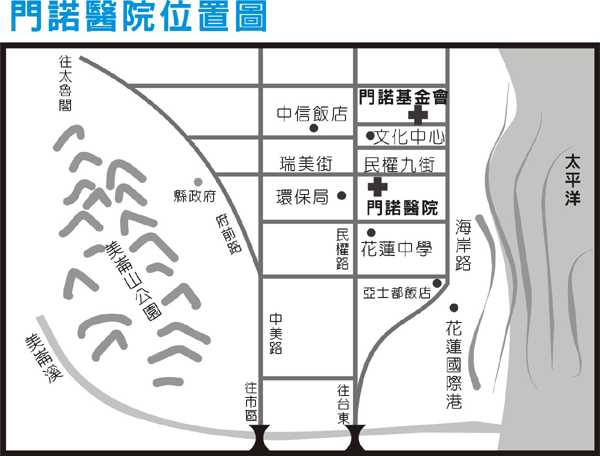 門諾醫院位置圖
往太魯閣
門諾基金會
中信飯店
文化中心
瑞美街
民權九街
太平洋
縣政府
環保局
門諾醫院
府前路
民權路
花蓮中學
海岸路
美崙山公園
亞士都飯店
中美路
花蓮國際港
美崙溪
往市區
往台東